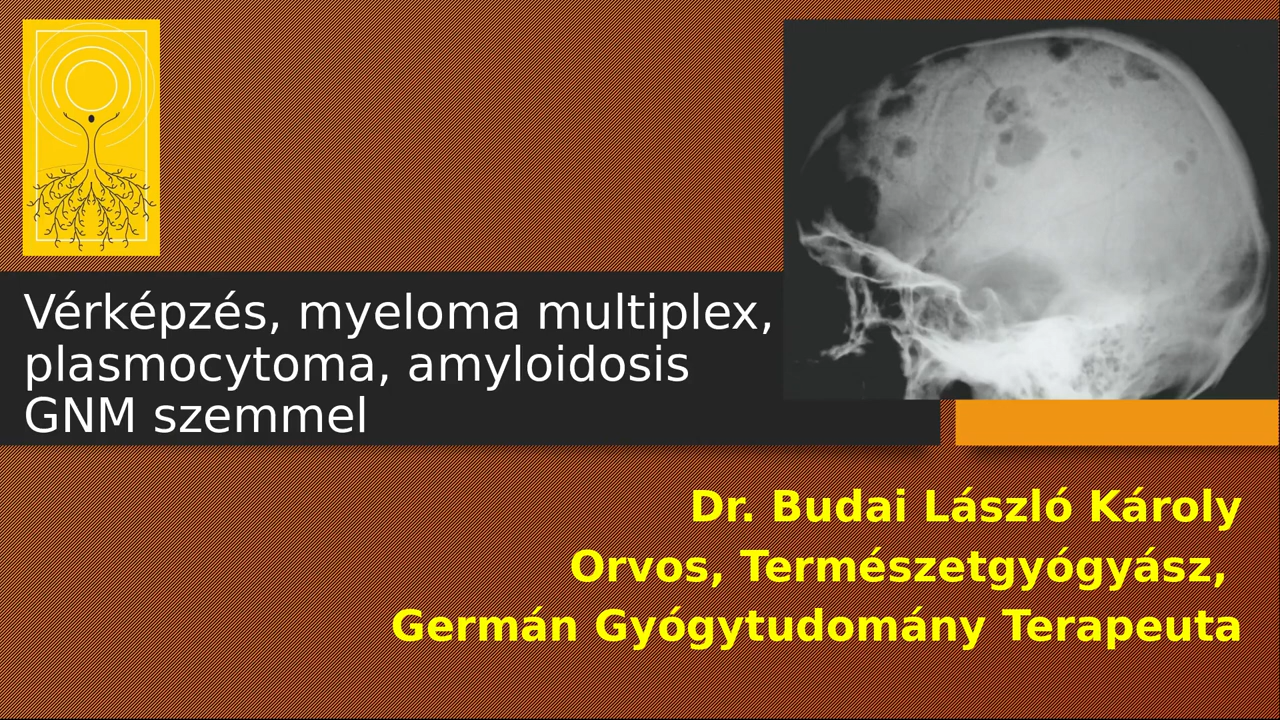 Vérképzés, myeloma multiplex,
plasmocytoma, amyloidosis
GNM szemmel
Dr. Budai László Károly
Orvos, Természetgyógyász,
Germán Gyógytudomány Terapeuta